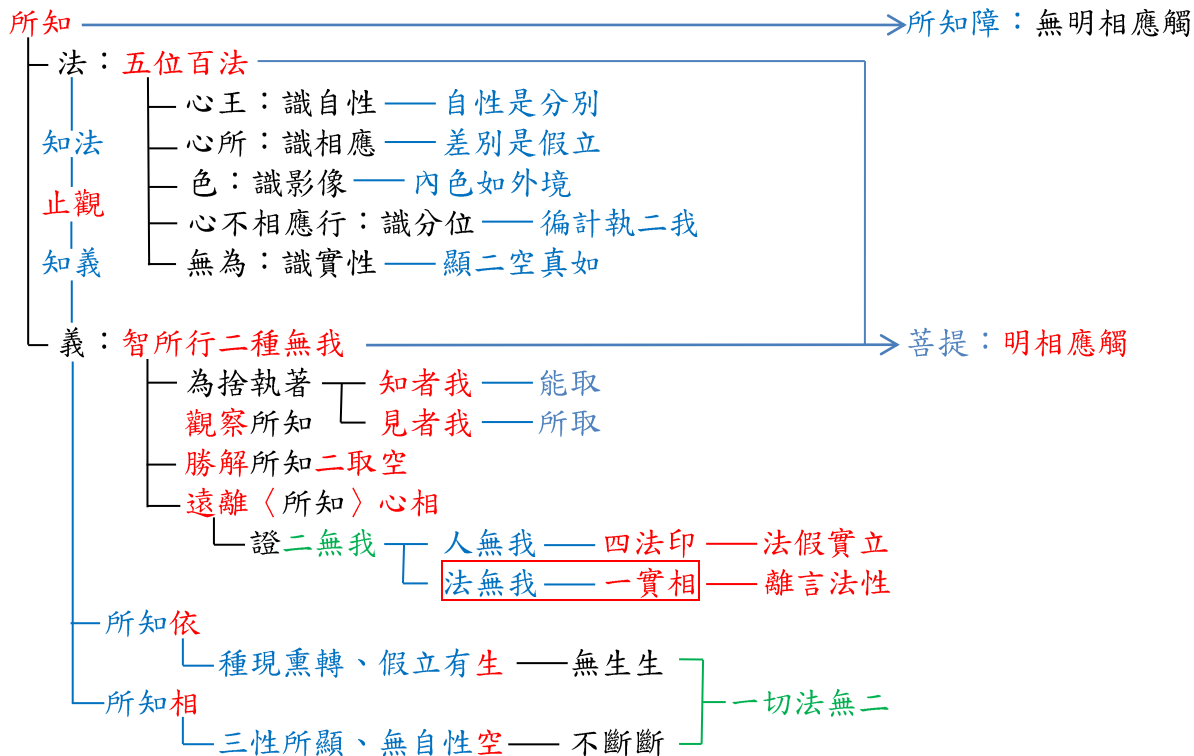 所知 所知障：無明相應觸
法：五位百法
心王：識自性 自性是分別
知法 心所：識相應 差別是假立
止觀 色：識影像 內色如外境
心不相應行：識分位 徧計執二我
知義 無為：識實性 顯二空真如
義：智所行二種無我 菩提：明相應觸
為捨執著 知者我 能取
觀察所知 見者我 所取
勝解所知二取空
遠離〈所知〉心相
證二無我 人無我 四法印 法假實立
法無我 一實相 離言法性
所知依
種現熏轉、假立有生 無生生
所知相 一切法無二
三性所顯、無自性空 不斷斷